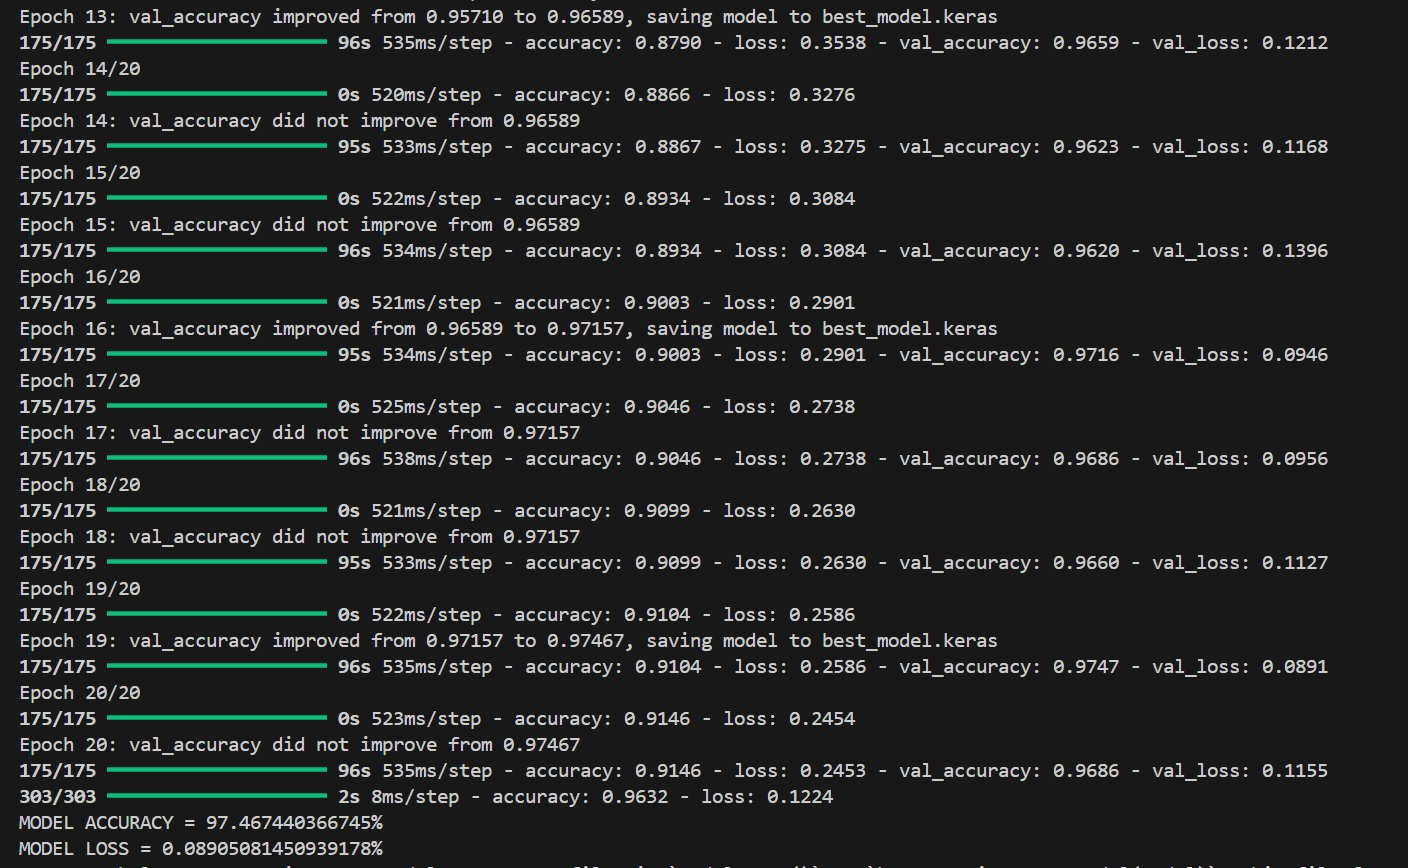 Epoch 13: val_accuracy improved from 0.95710 to 0.96589, saving model to best_model.keras
175/175 96s 535ms/step - accuracy: 0.8790 - loss: 0.3538 - val_accuracy: 0.9659 - val_loss: 0.1212
Epoch 14/20
175/175 0s 520ms/step - accuracy: 0.8866 - loss: 0.3276
Epoch 14: val_accuracy did not improve from 0.96589
175/175 95s 533ms/step - accuracy: 0.8867 - loss: 0.3275 - val_accuracy: 0.9623 - val_loss: 0.1168
Epoch 15/20
175/175 0s 522ms/step - accuracy: 0.8934 - loss: 0.3084
Epoch 15: val_accuracy did not improve from 0.96589
175/175 96s 534ms/step - accuracy: 0.8934 - loss: 0.3084 - val_accuracy: 0.9620 - val_loss: 0.1396
Epoch 16/20
175/175 0s 521ms/step - accuracy: 0.9003 - loss: 0.2901
Epoch 16: val_accuracy improved from 0.96589 to 0.97157, saving model to best_model.keras
175/175 95s 534ms/step - accuracy: 0.9003 - loss: 0.2901 - val_accuracy: 0.9716 - val_loss: 0.0946
Epoch 17/20
175/175 0s 525ms/step - accuracy: 0.9046 - loss: 0.2738
Epoch 17: val_accuracy did not improve from 0.97157
175/175 96s 538ms/step - accuracy: 0.9046 - loss: 0.2738 - val_accuracy: 0.9686 - val_loss: 0.0956
Epoch 18/20
175/175 0s 521ms/step - accuracy: 0.9099 - loss: 0.2630
Epoch 18: val_accuracy did not improve from 0.97157
175/175 95s 533ms/step - accuracy: 0.9099 - loss: 0.2630 - val_accuracy: 0.9660 - val_loss: 0.1127
Epoch 19/20
175/175 0s 522ms/step - accuracy: 0.9104 - loss: 0.2586
Epoch 19: val_accuracy improved from 0.97157 to 0.97467, saving model to best_model.keras
175/175 96s 535ms/step - accuracy: 0.9104 - loss: 0.2586 - val_accuracy: 0.9747 - val_loss: 0.0891
Epoch 20/20
175/175 0s 523ms/step - accuracy: 0.9146 - loss: 0.2454
Epoch 20: val_accuracy did not improve from 0.97467
175/175 96s 535ms/step - accuracy: 0.9146 - loss: 0.2453 - val_accuracy: 0.9686 - val_loss: 0.1155
303/303 2s 8ms/step - accuracy: 0.9632 - loss: 0.1224
MODEL ACCURACY = 97.4674403667 45%
MODEL LOSS = 0.08905081450939178%